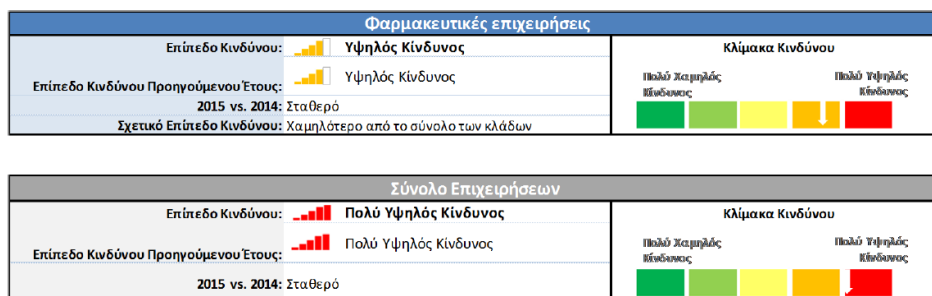 Φαρμακευτικές επιχειρήσεις
Επίπεδο Κινδύνου: Υψηλός Κίνδυνος
Κλίμακα Κινδύνου
Επίπεδο Κινδύνου Προηγούμενου Έτους: Υψηλός Κίνδυνος
Πολύ Χαμηλός Κίνδυνος
Πολύ Υψηλός Κίνδυνος
2015 vs. 2014: Σταθερό
Σχετικό Επίπεδο Κινδύνου: Χαμηλότερο από το σύνολο των κλάδων
Σύνολο Επιχειρήσεων
Επίπεδο Κινδύνου: Πολύ Υψηλός Κίνδυνος
Κλίμακα Κινδύνου
Επίπεδο Κινδύνου Προηγούμενου Έτους: Πολύ Υψηλός Κίνδυνος
Πολύ Χαμηλός Κίνδυνος
Πολύ Υψηλός Κίνδυνος
2015 vs. 2014: Σταθερό